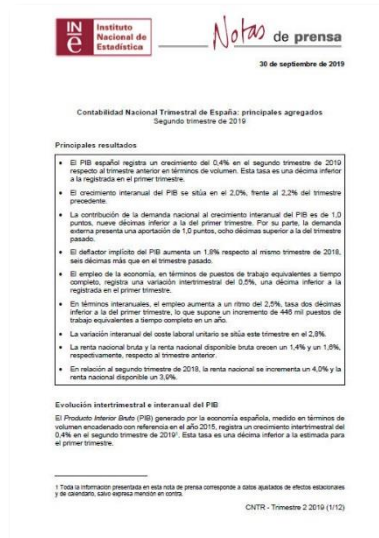 INE
Instituto
Nacional de
Estadística
Notas de prensa
30 de septiembre de 2019
Contabilidad Nacional Trimestral de España: principales agregados
Segundo trimestre de 2019
Principales resultados
• El PIB español registra un crecimiento del 0,4% en el segundo trimestre de 2019
respecto al trimestre anterior en términos de volumen. Esta tasa es una décima inferior
a la registrada en el primer trimestre.
• El crecimiento interanual del PIB se sitúa en el 2,0%, frente al 2,2% del trimestre
precedente.
• La contribución de la demanda nacional al crecimiento interanual del PIB es de 1,0
puntos, nueve décimas inferior a la del primer trimestre. Por su parte, la demanda
externa presenta una aportación de 1,0 puntos, ocho décimas superior a la del trimestre
pasado.
• El deflactor implícito del PIB aumenta un 1,8% respecto al mismo trimestre de 2018,
seis décimas más que en el trimestre pasado.
• El empleo de la economía, en términos de puestos de trabajo equivalentes a tiempo
completo, registra una variación intertrimestral del 0,5%, una décima inferior a la
registrada en el primer trimestre.
• En términos interanuales, el empleo aumenta a un ritmo del 2,5%, tasa dos décimas
inferior a la del primer trimestre, lo que supone un incremento de 446 mil puestos de
trabajo equivalentes a tiempo completo en un año.
• La variación interanual del coste laboral unitario se sitúa este trimestre en el 2,8%.
• La renta nacional bruta y la renta nacional disponible bruta crecen un 1,4% y un 1,6%,
respectivamente, respecto al trimestre anterior.
• En relación al segundo trimestre de 2018, la renta nacional se incrementa un 4,0% y la
renta nacional disponible un 3,9%.
Evolución intertrimestral e interanual del PIB
El Producto Interior Bruto (PIB) generado por la economía española, medido en términos de
volumen encadenado con referencia en el año 2015, registra un crecimiento intertrimestral del
0,4% en el segundo trimestre de 2019¹. Esta tasa es una décima inferior a la estimada para
el primer trimestre.
1 Toda la información presentada en esta nota de prensa corresponde a datos ajustados de efectos estacionales
y de calendario, salvo expresa mención en contra.
CNTR - Trimestre 2 2019 (1/12)